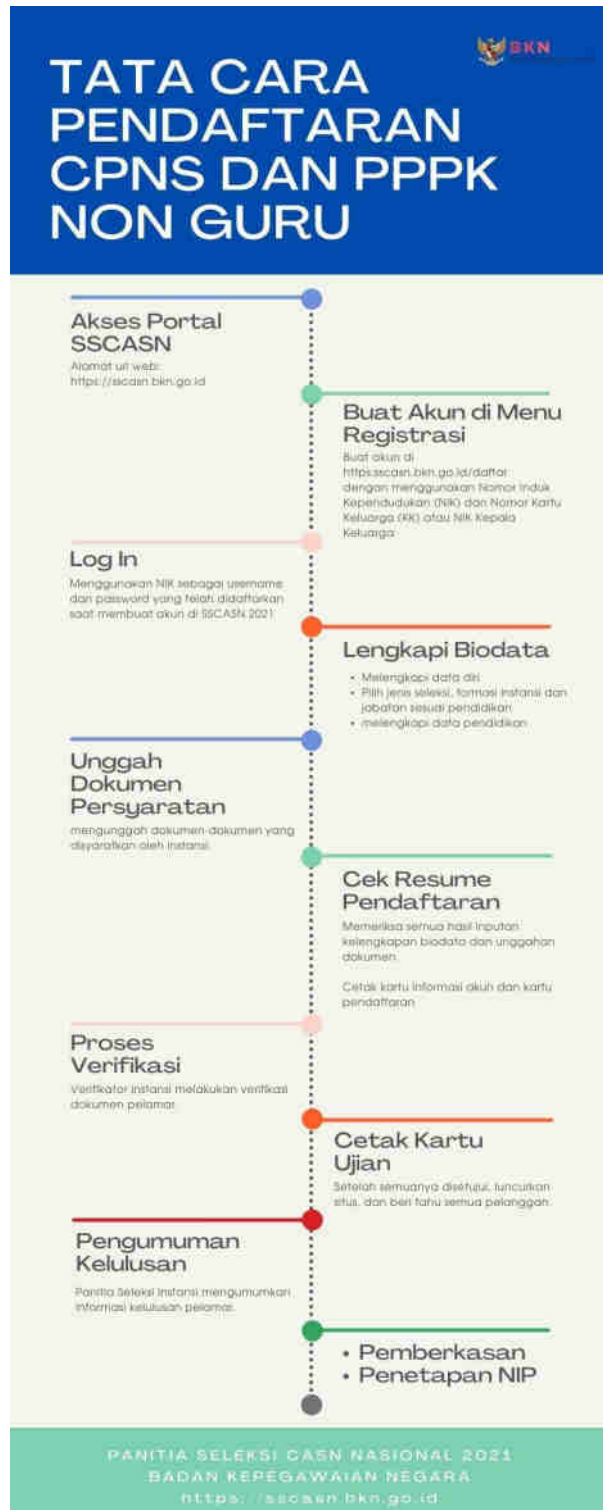 BKN
TATA CARA
PENDAFTARAN
CPNS DAN PPPK
NON GURU
Akses Portal
SSCASN
Alamat url web:
https://sscasn.bkn.go.id
Buat Akun di Menu
Registrasi
Buat akun di
https:sscasn.bkn.go.id/daftar
dengan menggunakan Nomor Induk
Kependudukan (NIK) dan Nomor Kartu
Keluarga (KK) atau NIK Kepala
Keluarga
Log In
Menggunakan NIK sebagai username
dan password yang telah didaftarkan
saat membuat akun di SSCASN 2021
Lengkapi Biodata
• Melengkapi data diri
• Pilih jenis seleksi, formasi instansi dan
jabatan sesuai pendidikan
• melengkapi data pendidikan
Unggah
Dokumen
Persyaratan
mengunggah dokumen-dokumen yang
disyaratkan oleh instansi.
Cek Resume
Pendaftaran
Memeriksa semua hasil inputan
kelengkapan biodata dan unggahan
dokumen.
Cetak kartu informasi akun dan kartu
pendaftaran
Proses
Verifikasi
Verifikator instansi melakukan verifikasi
dokumen pelamar.
Cetak Kartu
Ujian
Setelah semuanya disetujui, luncurkan
situs, dan beri tahu semua pelanggan.
Pengumuman
Kelulusan
Panitia Seleksi Instansi mengumumkan
informasi kelulusan pelamar.
• Pemberkasan
• Penetapan NIP
PANITIA SELEKSI CASN NASIONAL 2021
BADAN KEPEGAWAIAN NEGARA
https://sscasn.bkn.go.id